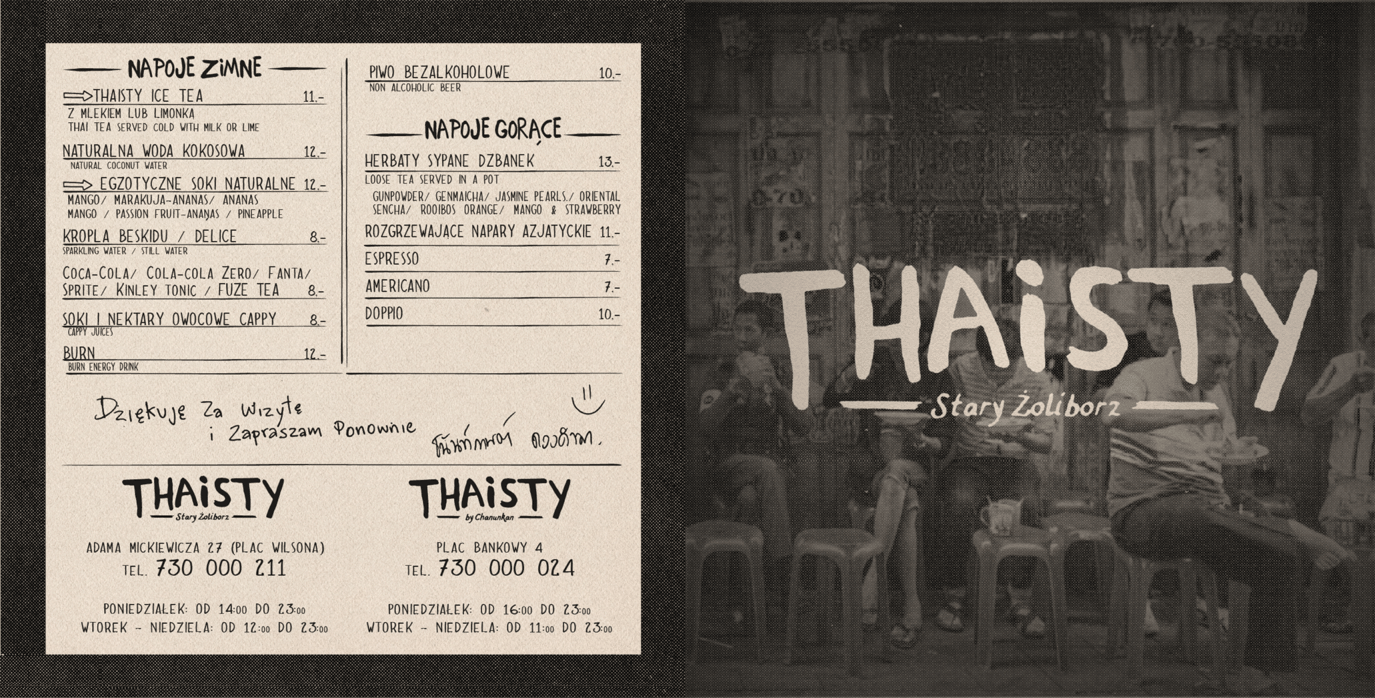 NAPOJE ZIMNE
THAISTY ICE TEA 11.-
Z MLEKIEM LUB LIMONKA
THAI TEA SERVED COLD WITH MILK OR LIME
NATURALNA WODA KOKOSOWA 12.-
NATURAL COCONUT WATER
EGZOTYCZNE SOKI NATURALNE 12.-
MANGO/ MARAKUJA-ANANAS/ ANANAS
MANGO / PASSION FRUIT-ANANAS / PINEAPPLE
KROPLA BESKIDU / DELICE 8.-
SPARKLING WATER / STILL WATER
COCA-COLA/ COLA-COLA ZERO/ FANTA/
SPRITE/ KINLEY TONIC / FUZE TEA 8.-
SOKI I NEKTARY OWOCOWE CAPPY 8.-
CAPPY JUICES
BURN 12.-
BURN ENERGY DRINK
PIWO BEZALKOHOLOWE 10.-
NON ALCOHOLIC BEER
NAPOJE GORĄCE
HERBATY SYPANE DZBANEK 13.-
LOOSE TEA SERVED IN A POT
GUNPOWDER/ GENMAICHA/ JASMINE PEARLS/ ORIENTAL
SENCHA/ ROOIBOS ORANGE/ MANGO & STRAWBERRY
ROZGRZEWAJĄCE NAPARY AZJATYCKIE 11.-
ESPRESSO 7.-
AMERICANO 7.-
DOPPIO 10.-
Dziękuję Za Wizytę
i Zapraszam Ponownie
THAISTY
Stary Żoliborz
ADAMA MICKIEWICZA 27 (PLAC WILSONA)
TEL. 730 000 211
PONIEDZIAŁEK: OD 14:00 DO 23:00
WTOREK - NIEDZIELA: OD 12:00 DO 23:00
THAISTY
by Chanunkan
PLAC BANKOWY 4
TEL. 730 000 024
PONIEDZIAŁEK: OD 16:00 DO 23:00
WTOREK - NIEDZIELA: OD 11:00 DO 23:00
THAISTY
Stary Żoliborz